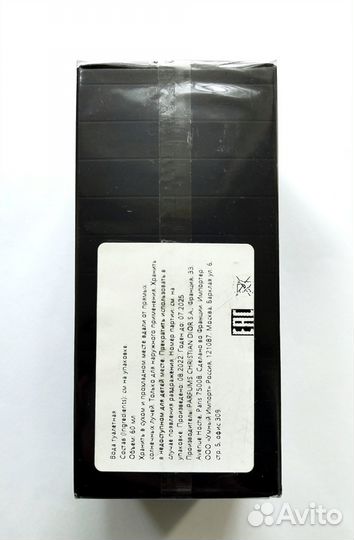 Вода туалетная
Состав (Ingredients): см на упаковке.
Объем: 60 мл
Хранить в сухом и прохладном месте вдали от прямых
солнечных лучей. Только для наружного применения. Хранить
в недоступном для детей месте. Прекратить использовать в
случае появления раздражения. Номер партии: см. на
упаковке. Произведено: 08.2022. Годен до: 07.2025
Производитель: PARFUMS CHRISTIAN DIOR S.A., Франция, 33,
Avenue Hoche, Paris 75008. Сделано во Франции. Импортер:
ООО «Умный Импорт» Россия, 121087, Москва, Барклая ул, 6,
стр. 5, офис 309
EAC
Avito